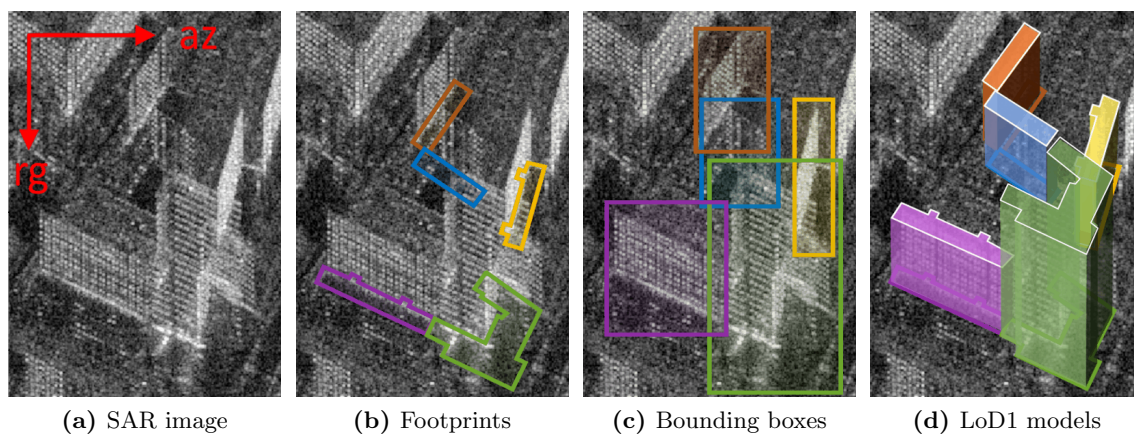 az
rg
(a) SAR image
(b) Footprints
(c) Bounding boxes
(d) LoD1 models